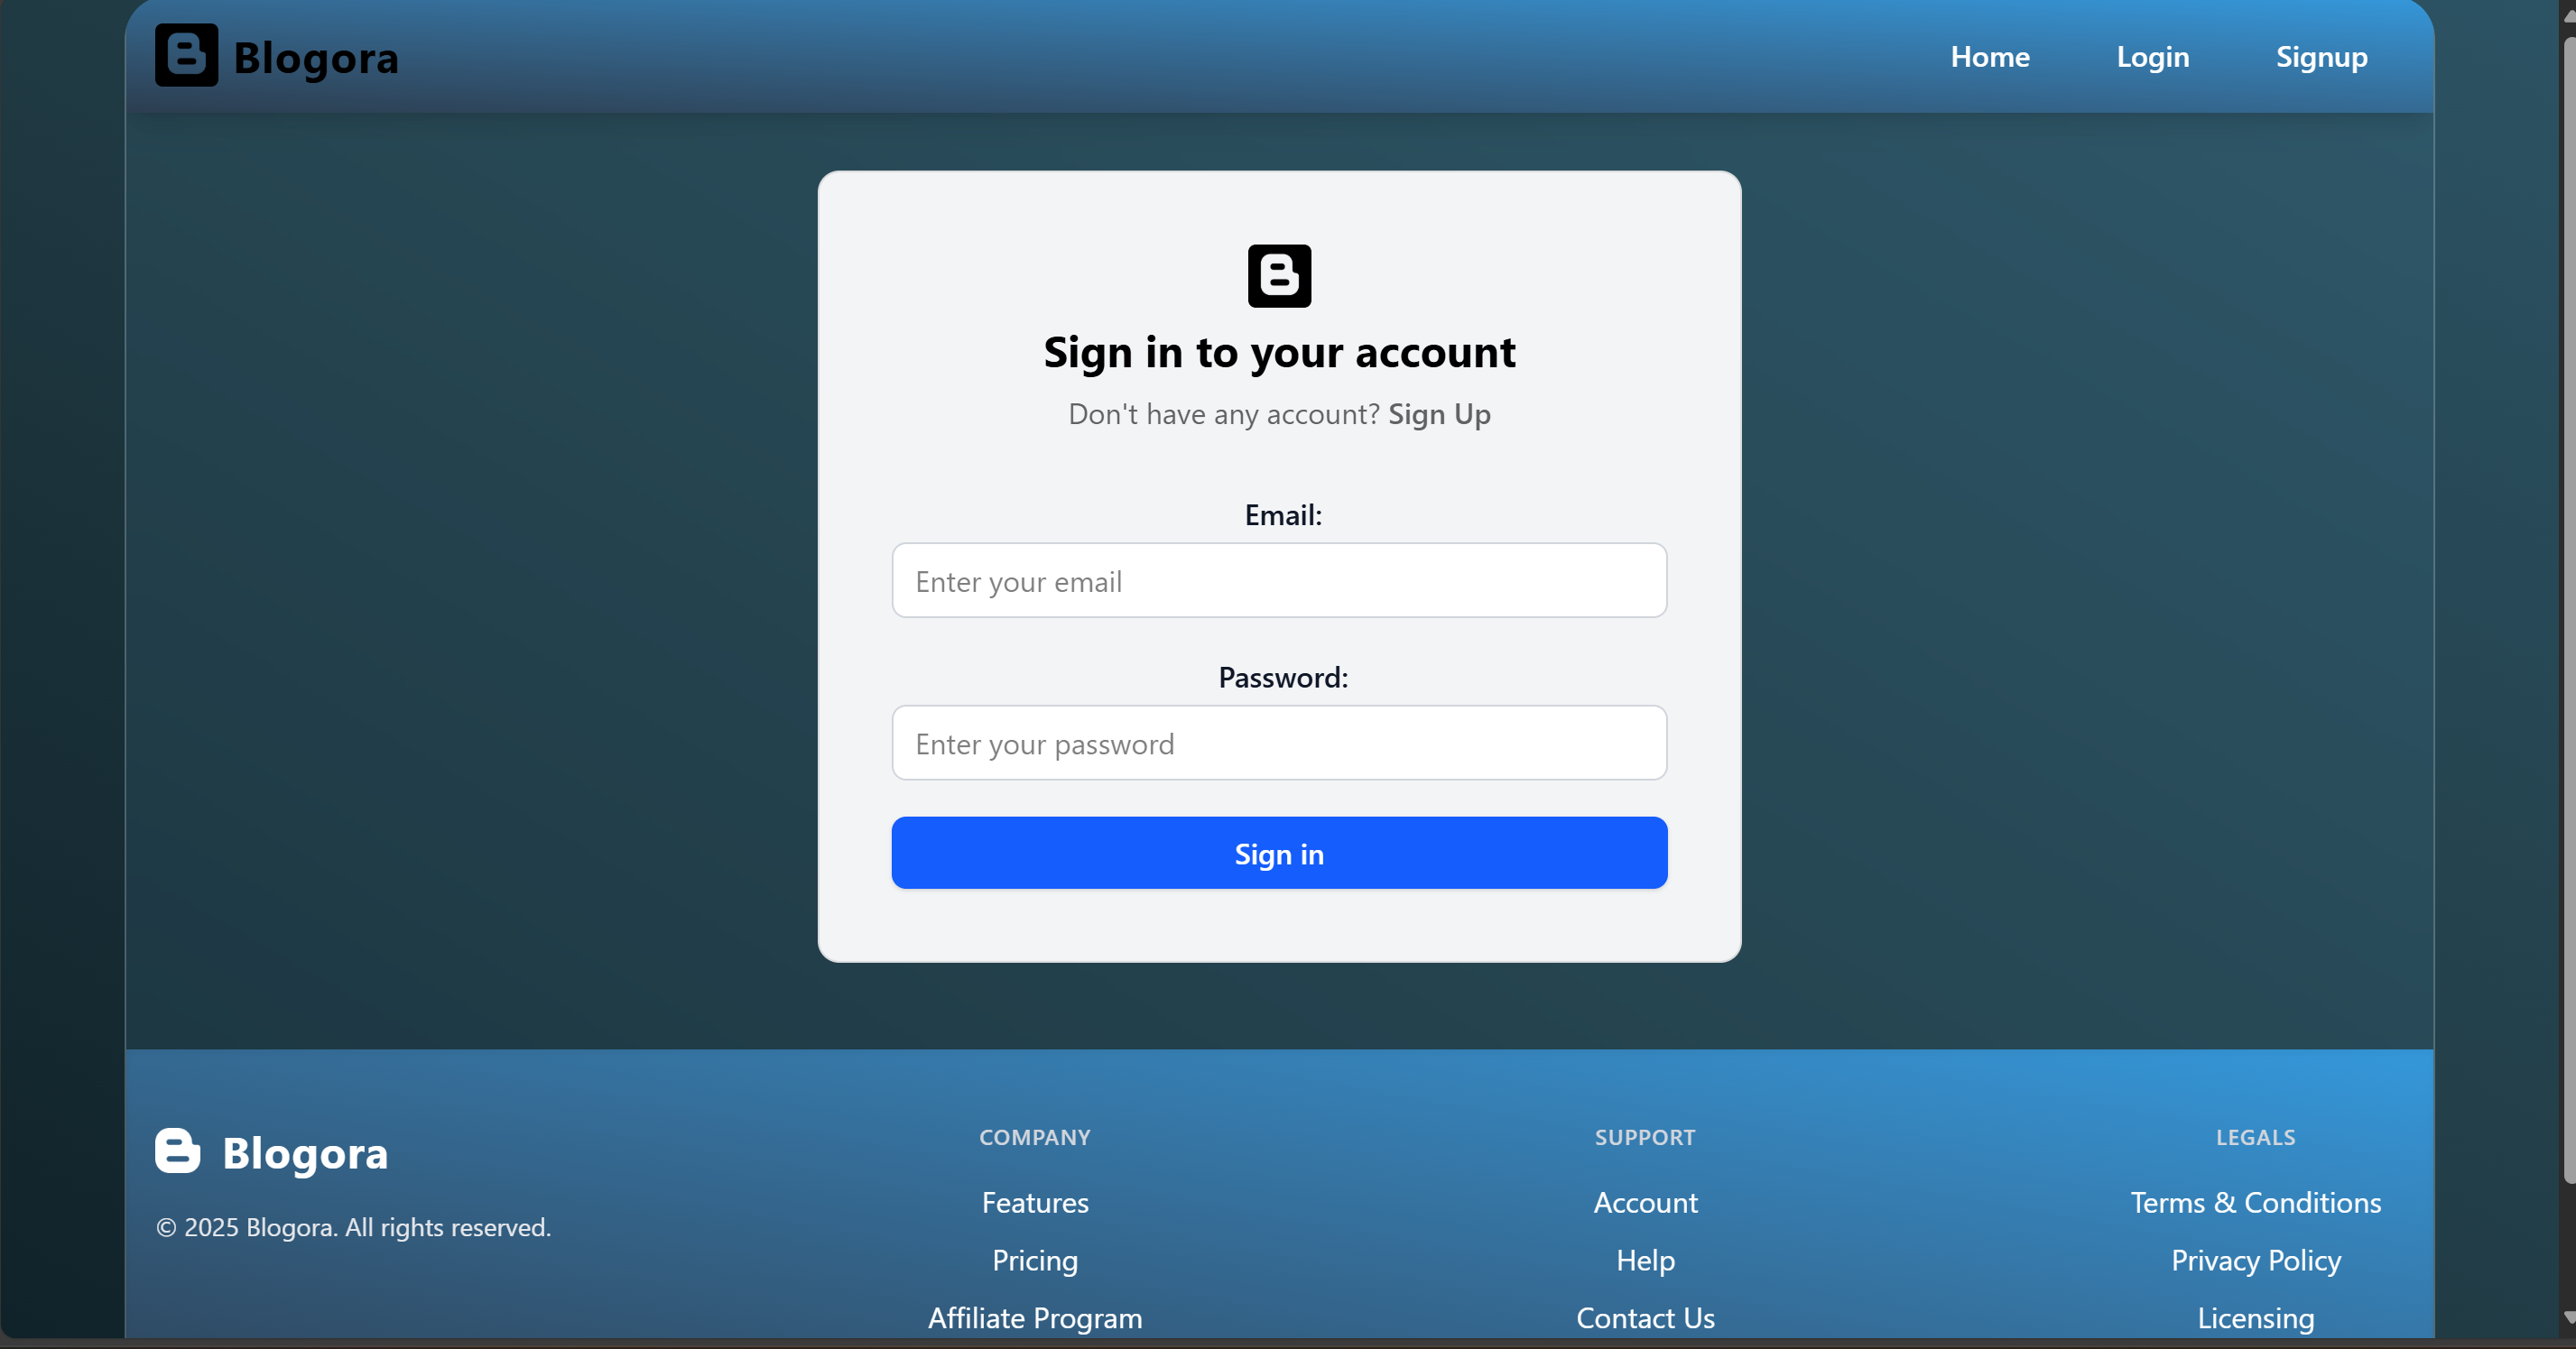 Blogora
Home Login Signup
Sign in to your account
Don't have any account? Sign Up
Email:
Enter your email
Password:
Enter your password
Sign in
Blogora
© 2025 Blogora. All rights reserved.
COMPANY
Features
Pricing
Affiliate Program
SUPPORT
Account
Help
Contact Us
LEGALS
Terms & Conditions
Privacy Policy
Licensing